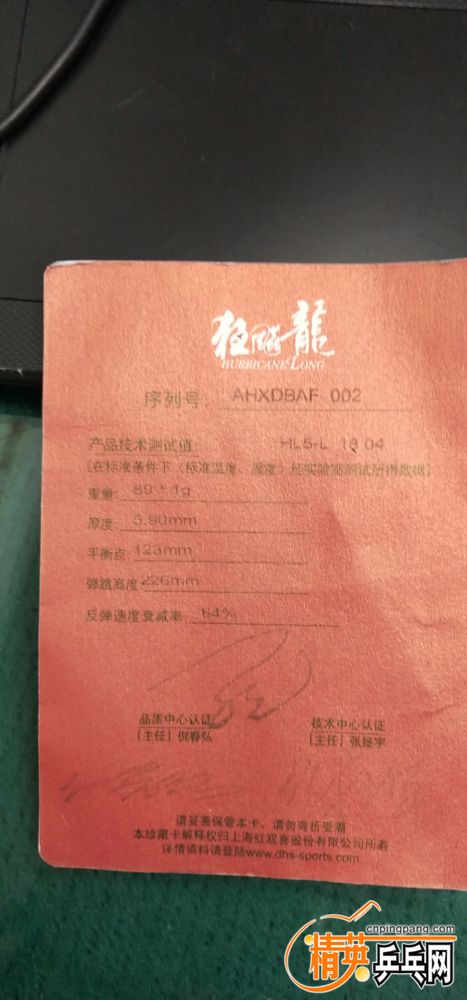 狂飚龍
HURRICANE LONG
序列号: AHXDBAF 002
产品技术测试值: HL5-L 18 04
[在标准条件下(标准温度、湿度)经实验室测试所得数据]
重量: 89±1g
厚度: 5.90mm
平衡点 123mm
弹跳高度 226mm
反弹速度衰减率 64%
品质中心认证 技术中心认证
[主任] 倪春弘 [主任] 张秘宇
请妥善保管本卡、请勿弯折受潮
本珍藏卡解释权归上海红双喜股份有限公司所有
详情资料请登陆www.dhs-sports.com
cnpingpang.com
精英乒乓网